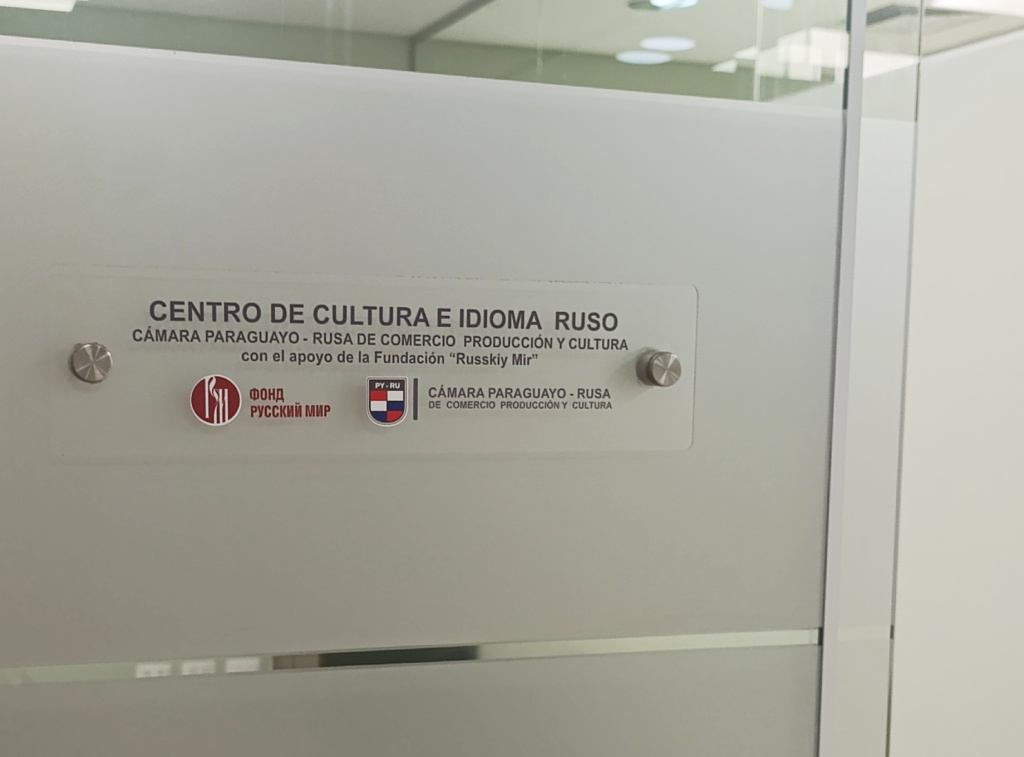 CENTRO DE CULTURA E IDIOMA RUSO
CÁMARA PARAGUAYO - RUSA DE COMERCIO PRODUCCIÓN Y CULTURA
con el apoyo de la Fundación “Russkiy Mir”
ФОНД
РУССКИЙ МИР
PY - RU
CÁMARA PARAGUAYO - RUSA
DE COMERCIO PRODUCCIÓN Y CULTURA